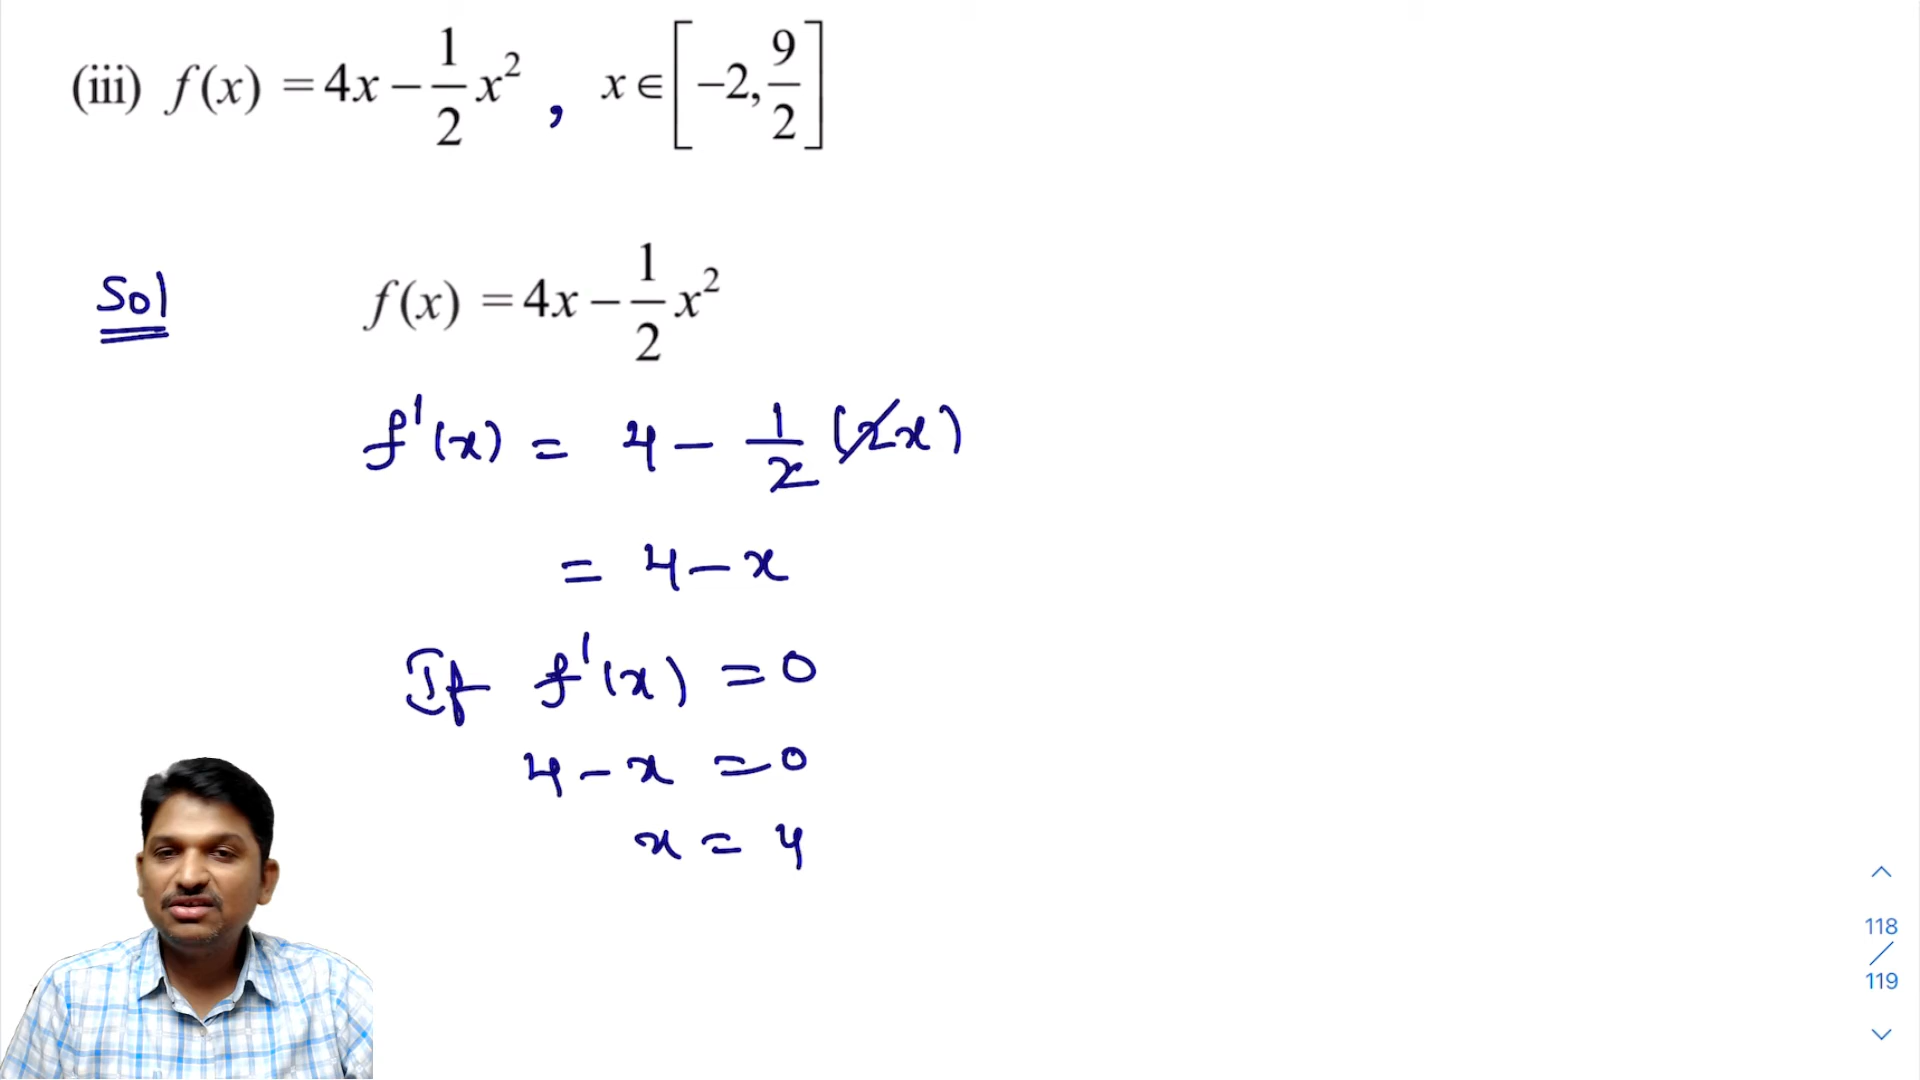 (iii) f(x) = 4x − 1/2 x² , x ∈ [−2, 9/2]
Sol f(x) = 4x − 1/2 x²
f'(x) = 4 − 1/2 (2x)
= 4 − x
If f'(x) = 0
4 − x = 0
x = 4
118
/
119